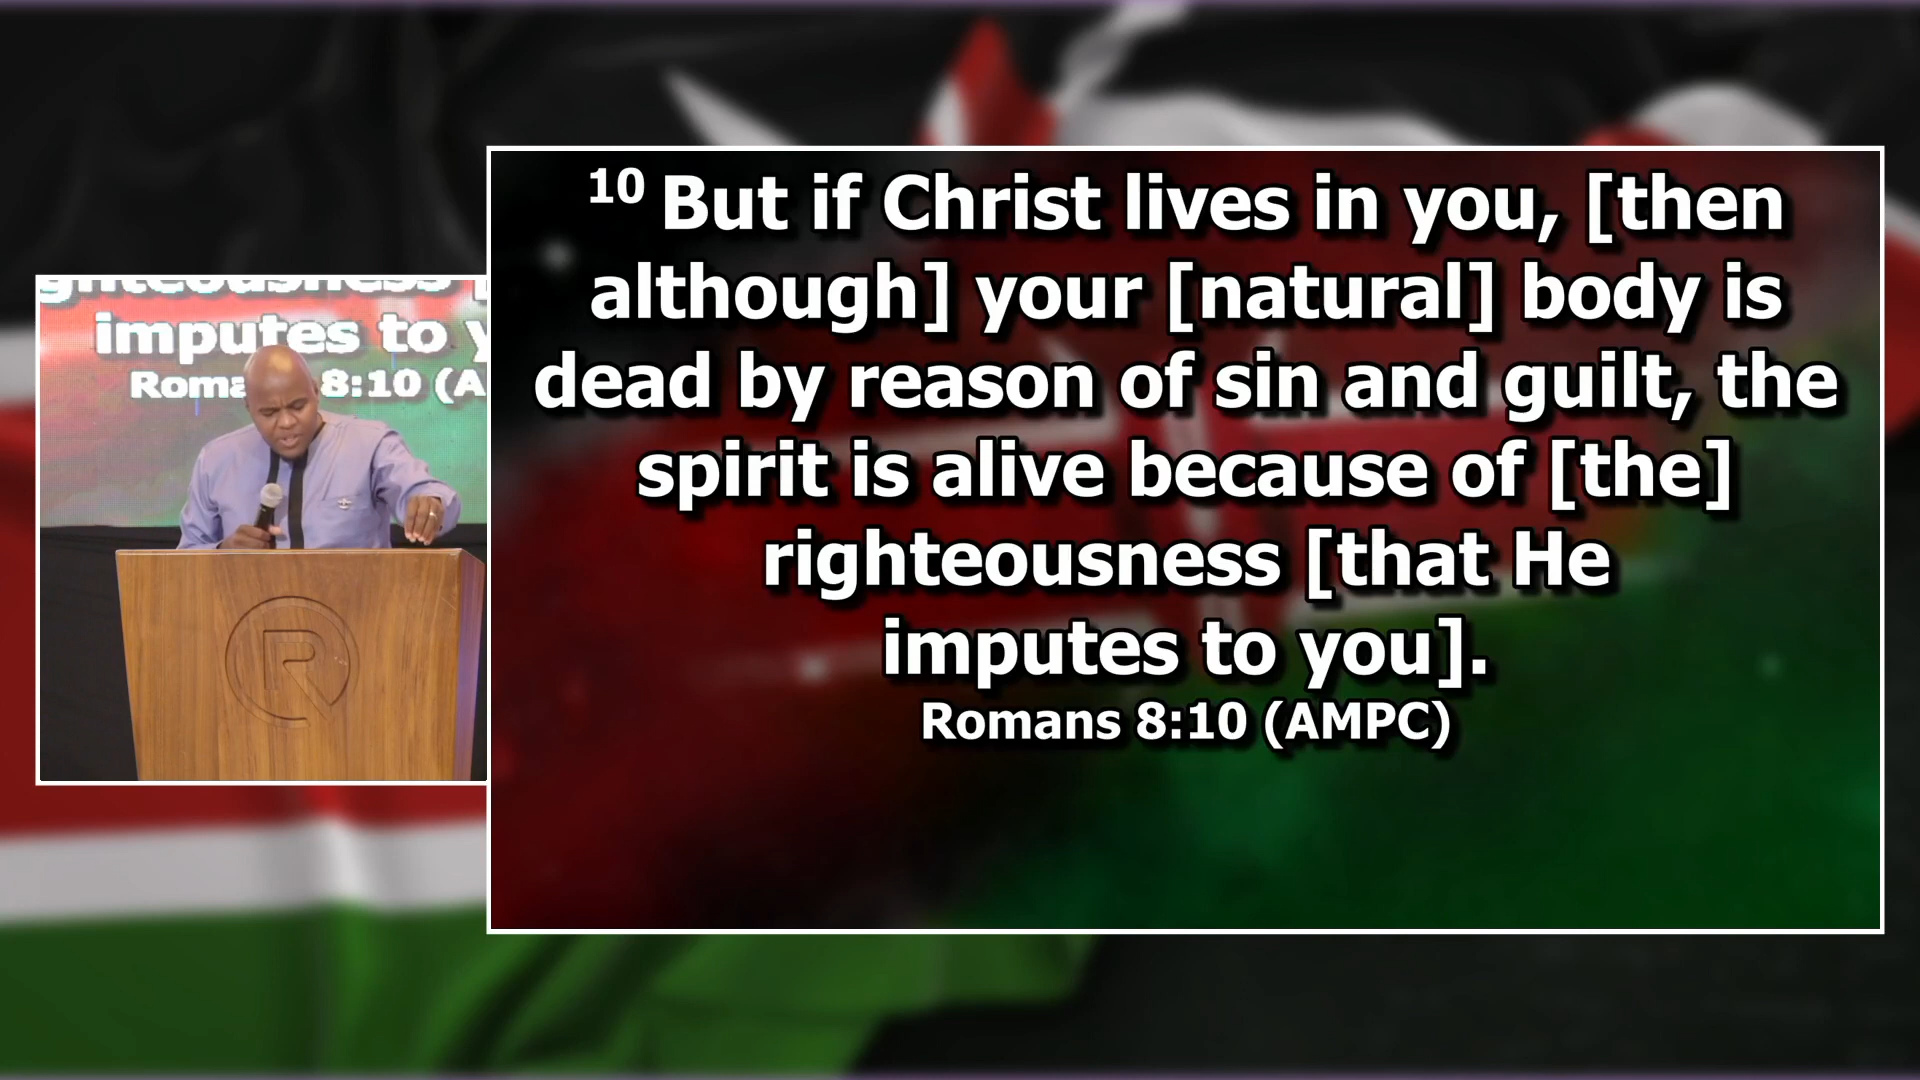 10 But if Christ lives in you, [then
although] your [natural] body is
dead by reason of sin and guilt, the
spirit is alive because of [the]
righteousness [that He
imputes to you].
Romans 8:10 (AMPC)
imputes to
8:10
R